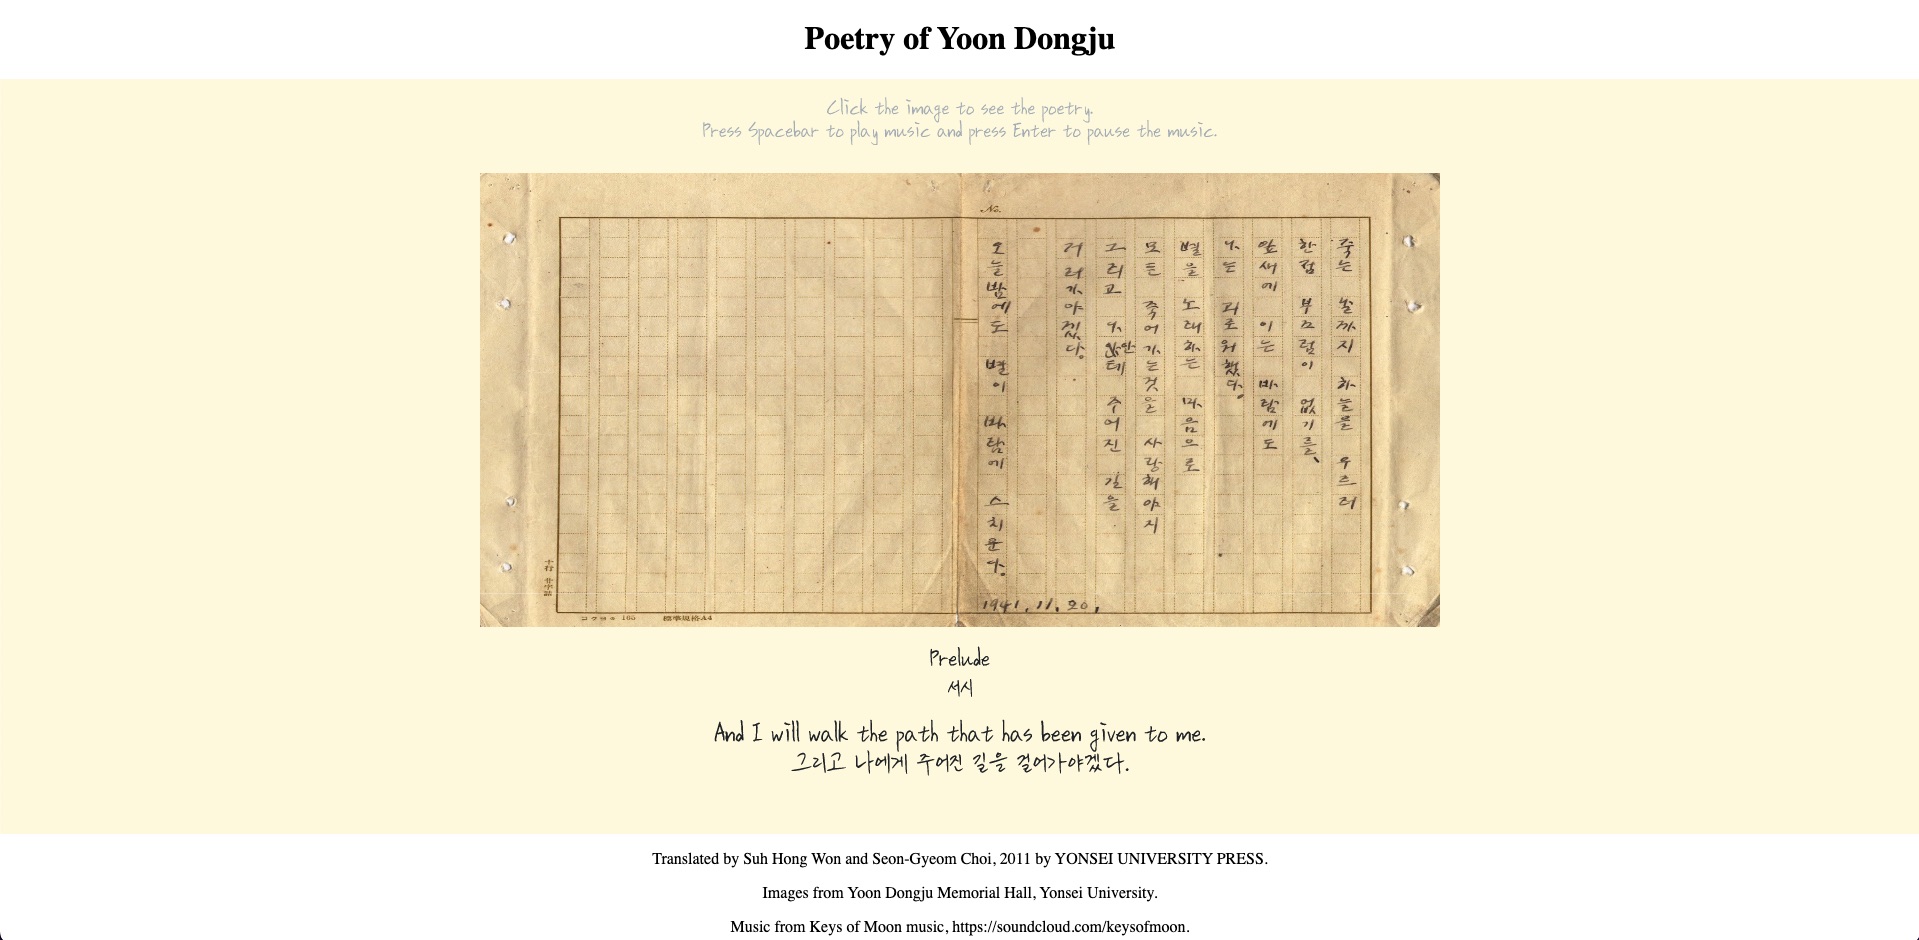 Poetry of Yoon Dongju
Click the image to see the poetry.
Press Spacebar to play music and press Enter to pause the music.
No.
죽는 날까지 하늘을 우르러
한점 부끄럼이 없기를、
잎새에 이는 바람에도
나는 괴로워했다.
별을 노래하는 마음으로
모든 죽어가는것을 사랑해야지
그리고 나안테 주어진 길을
거러가야겠다.
오늘밤에도 별이 바람에 스치운다.
1941. 11. 20.
標準規格A4
Prelude
서시
And I will walk the path that has been given to me.
그리고 나에게 주어진 길을 걸어가야겠다.
Translated by Suh Hong Won and Seon-Gyeom Choi, 2011 by YONSEI UNIVERSITY PRESS.
Images from Yoon Dongju Memorial Hall, Yonsei University.
Music from Keys of Moon music, https://soundcloud.com/keysofmoon.